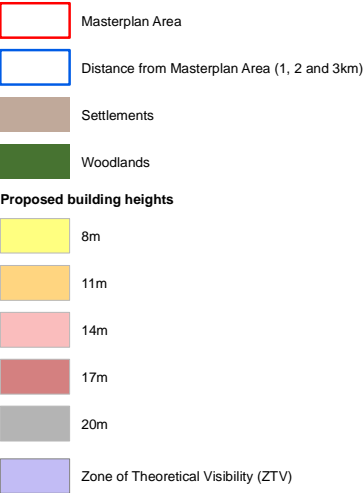 Masterplan Area
Distance from Masterplan Area (1, 2 and 3km)
Settlements
Woodlands
Proposed building heights
8m
11m
14m
17m
20m
Zone of Theoretical Visibility (ZTV)